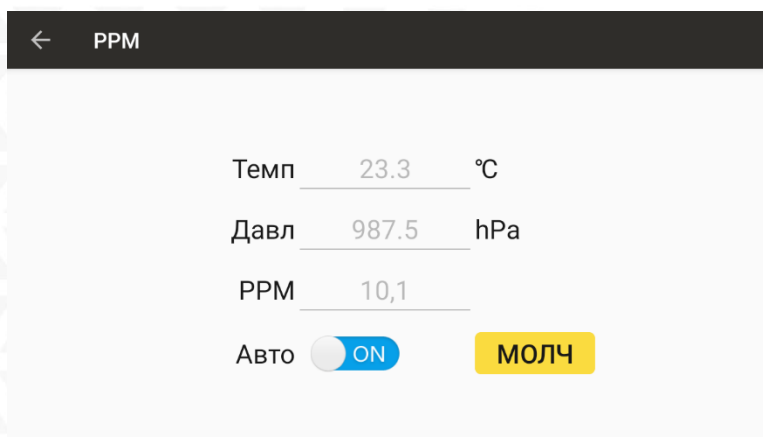 PPM
Темп 23.3 °C
Давл 987.5 hPa
PPM 10,1
Авто ON МОЛЧ